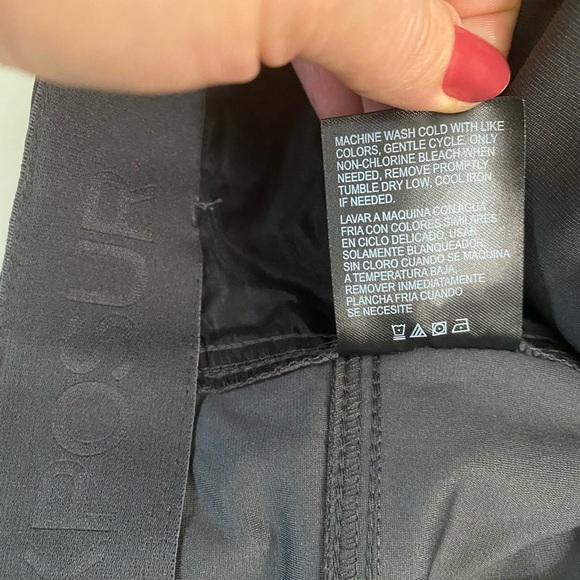 MACHINE WASH COLD WITH LIKE
COLORS, GENTLE CYCLE. ONLY
NON-CHLORINE BLEACH WHEN
NEEDED, REMOVE PROMPTLY
TUMBLE DRY LOW, COOL IRON
IF NEEDED.
LAVAR A MAQUINA CON AGUA
FRIA CON COLORES SIMILARES
EN CICLO DELICADO. USAR
SOLAMENTE BLANQUEADOR,
SIN CLORO CUANDO SE MAQUINA
A TEMPERATURA BAJA,
REMOVER INMEDIATAMENTE
PLANCHA FRIA CUANDO
SE NECESITE
XPOSUR